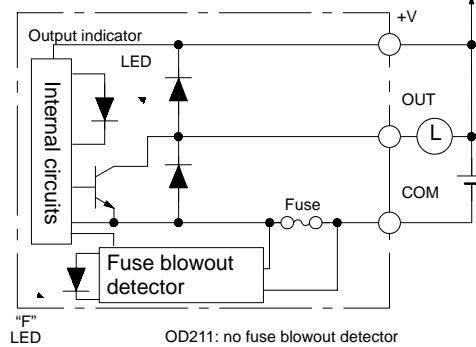 +V
Output indicator
LED
OUT
Internal circuits
L
COM
Fuse
Fuse blowout
detector
“F”
LED
OD211: no fuse blowout detector